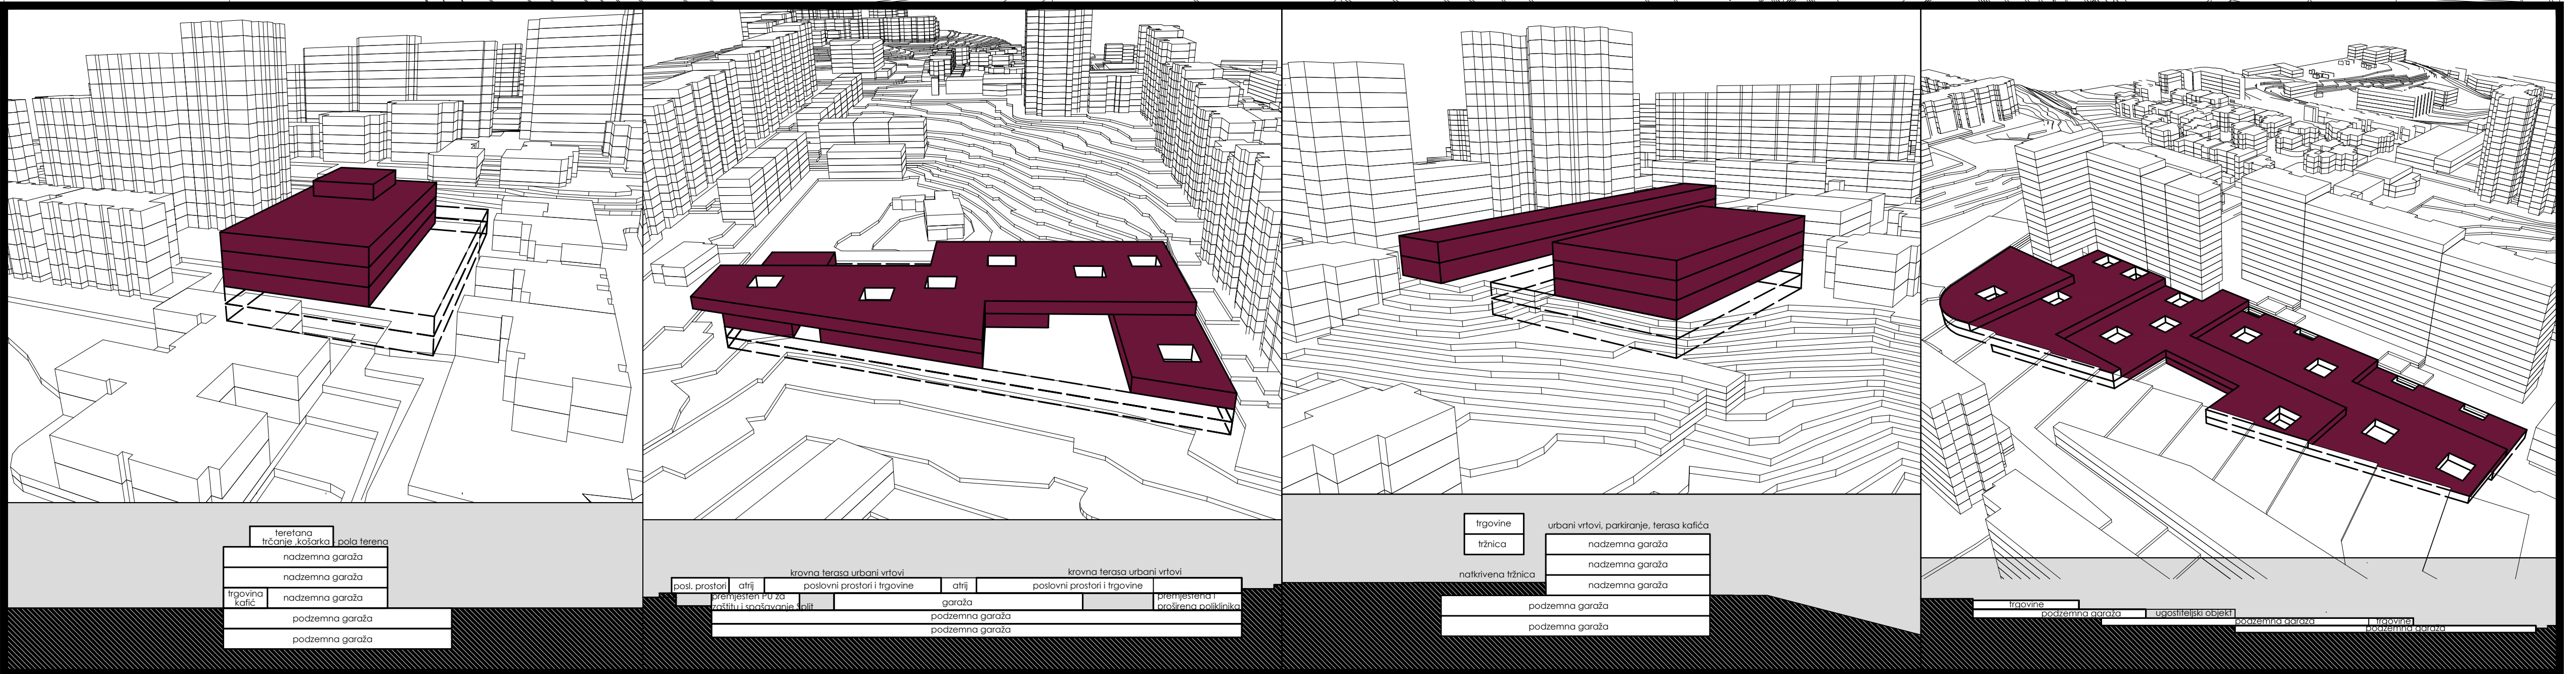 teretana
trčanje ,košarka - pola terena
nadzemna garaža
nadzemna garaža
trgovina
kafić
nadzemna garaža
podzemna garaža
podzemna garaža
krovna terasa urbani vrtovi
krovna terasa urbani vrtovi
posl. prostori
atrij
poslovni prostori i trgovine
atrij
poslovni prostori i trgovine
premješten PU za
zaštitu i spašavanje Split
garaža
premještena i
proširena poliklinika
podzemna garaža
podzemna garaža
trgovine
tržnica
urbani vrtovi, parkiranje, terasa kafića
nadzemna garaža
nadzemna garaža
natkrivena tržnica
nadzemna garaža
podzemna garaža
podzemna garaža
trgovine
podzemna garaža
ugostiteljski objekt
podzemna garaža
trgovine
podzemna garaža